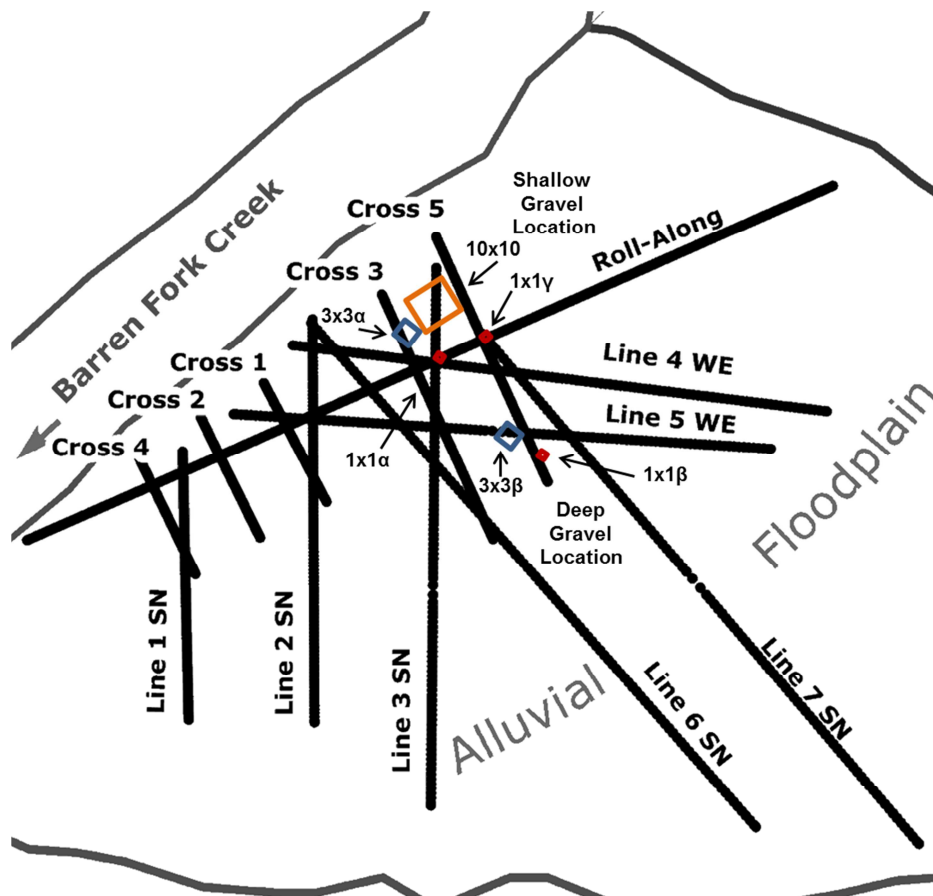 Shallow
Gravel
Location
Cross 5
10x10
Roll-Along
Barren Fork Creek
Cross 3
1x1γ
3x3α
Cross 1
Line 4 WE
Cross 2
Line 5 WE
Cross 4
1x1α
3x3β
1x1β
Deep
Gravel
Location
Floodplain
Line 1 SN
Line 2 SN
Line 3 SN
Alluvial
Line 6 SN
Line 7 SN